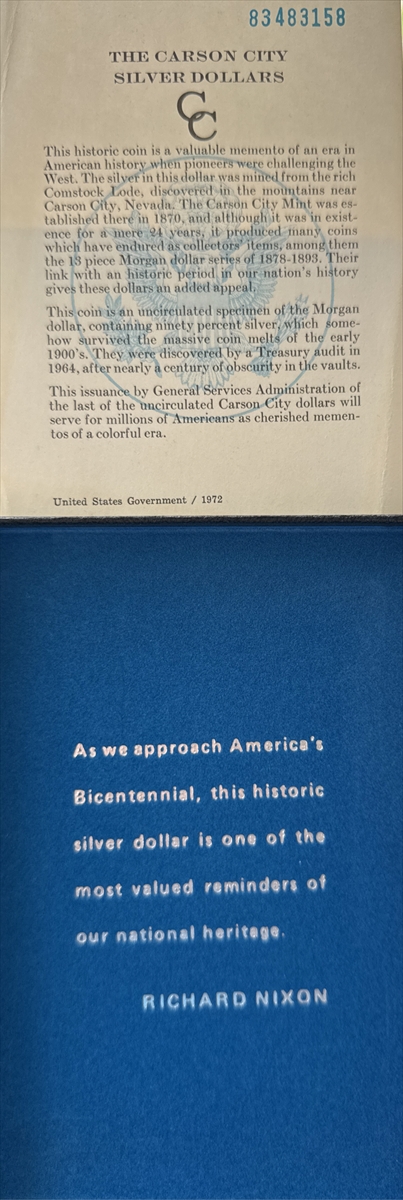 83483158
THE CARSON CITY
SILVER DOLLARS
CC
This historic coin is a valuable memento of an era in
American history when pioneers were challenging the
West. The silver in this dollar was mined from the rich
Comstock Lode, discovered in the mountains near
Carson City, Nevada. The Carson City Mint was es-
tablished there in 1870, and although it was in exist-
ence for a mere 24 years, it produced many coins
which have endured as collectors' items, among them
the 13 piece Morgan dollar series of 1878-1893. Their
link with an historic period in our nation's history
gives these dollars an added appeal.
This coin is an uncirculated specimen of the Morgan
dollar, containing ninety percent silver, which some-
how survived the massive coin melts of the early
1900's. They were discovered by a Treasury audit in
1964, after nearly a century of obscurity in the vaults.
This issuance by General Services Administration of
the last of the uncirculated Carson City dollars will
serve for millions of Americans as cherished memen-
tos of a colorful era.
United States Government / 1972
As we approach America's
Bicentennial, this historic
silver dollar is one of the
most valued reminders of
our national heritage.
RICHARD NIXON